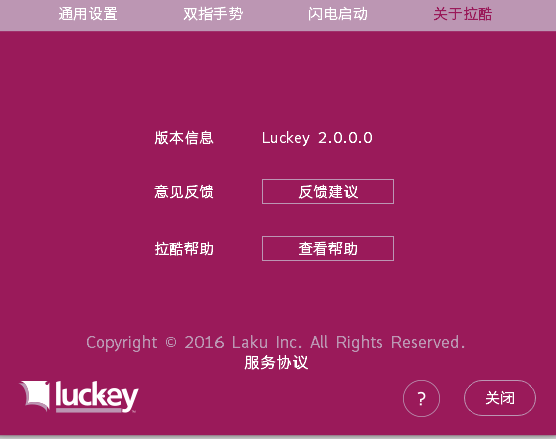 通用设置 双指手势 闪电启动 关于拉酷
版本信息 Luckey 2.0.0.0
意见反馈 反馈建议
拉酷帮助 查看帮助
Copyright © 2016 Laku Inc. All Rights Reserved.
服务协议
luckey ? 关闭